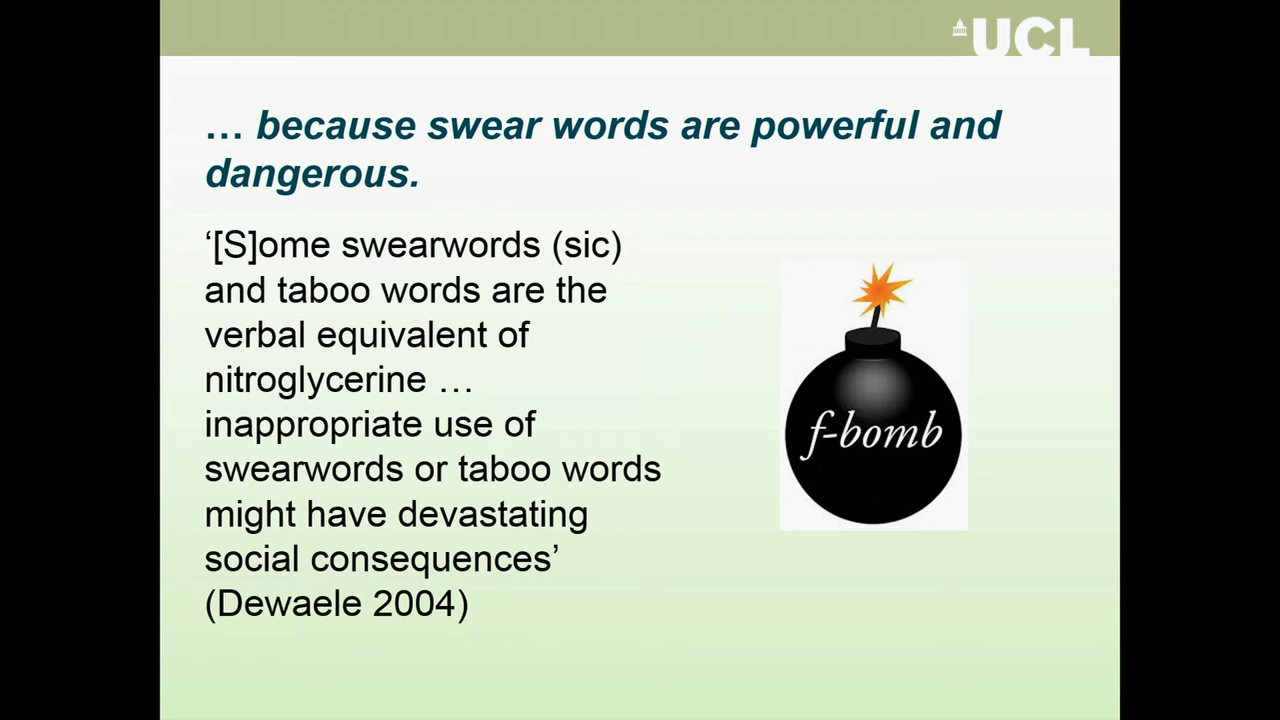 UCL
… because swear words are powerful and
dangerous.
‘[S]ome swearwords (sic)
and taboo words are the
verbal equivalent of
nitroglycerine …
inappropriate use of
swearwords or taboo words
might have devastating
social consequences’
(Dewaele 2004)
f-bomb